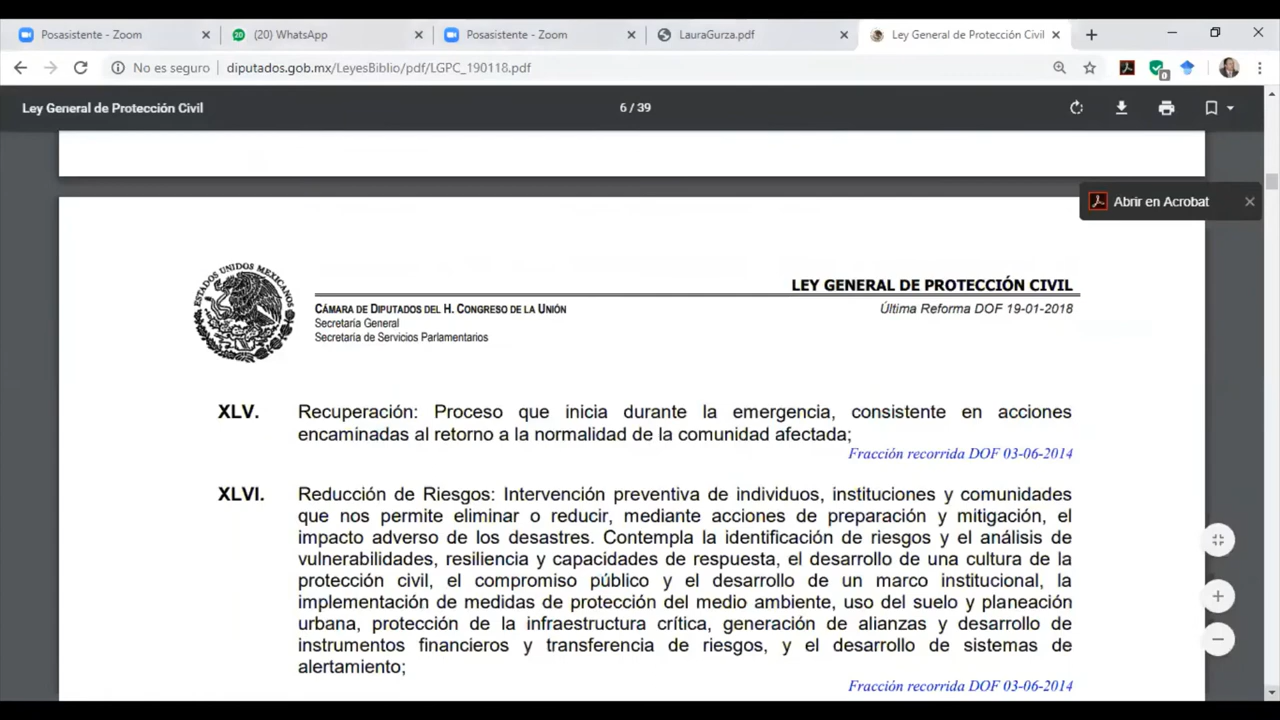 Posasistente - Zoom
20
(20) WhatsApp
Posasistente - Zoom
LauraGurza.pdf
Ley General de Protección Civil
No es seguro
diputados.gob.mx/LeyesBiblio/pdf/LGPC_190118.pdf
0
Ley General de Protección Civil
6 / 39
Abrir en Acrobat
ESTADOS UNIDOS MEXICANOS
LEY GENERAL DE PROTECCIÓN CIVIL
CÁMARA DE DIPUTADOS DEL H. CONGRESO DE LA UNIÓN
Última Reforma DOF 19-01-2018
Secretaría General
Secretaría de Servicios Parlamentarios
XLV. Recuperación: Proceso que inicia durante la emergencia, consistente en acciones
encaminadas al retorno a la normalidad de la comunidad afectada;
Fracción recorrida DOF 03-06-2014
XLVI. Reducción de Riesgos: Intervención preventiva de individuos, instituciones y comunidades
que nos permite eliminar o reducir, mediante acciones de preparación y mitigación, el
impacto adverso de los desastres. Contempla la identificación de riesgos y el análisis de
vulnerabilidades, resiliencia y capacidades de respuesta, el desarrollo de una cultura de la
protección civil, el compromiso público y el desarrollo de un marco institucional, la
implementación de medidas de protección del medio ambiente, uso del suelo y planeación
urbana, protección de la infraestructura crítica, generación de alianzas y desarrollo de
instrumentos financieros y transferencia de riesgos, y el desarrollo de sistemas de
alertamiento;
Fracción recorrida DOF 03-06-2014